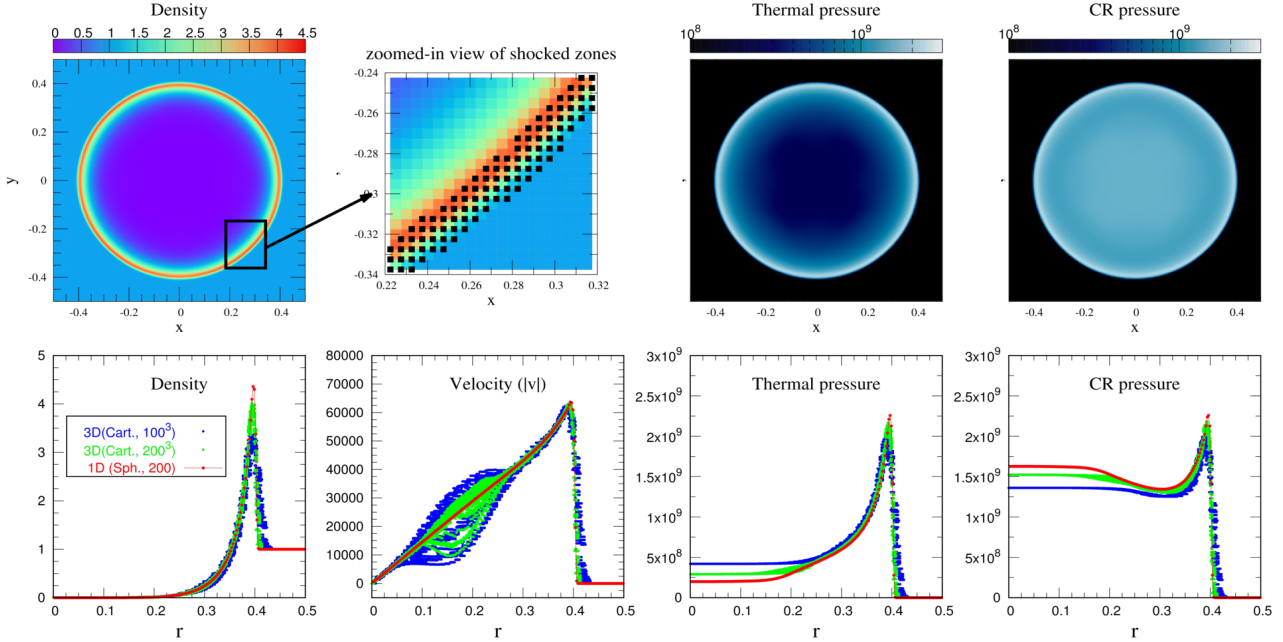 Density
0 0.5 1 1.5 2 2.5 3 3.5 4 4.5
0.4
0.2
0
-0.2
-0.4
y
-0.4 -0.2 0 0.2 0.4
x
zoomed-in view of shocked zones
-0.24
-0.26
-0.28
-0.3
-0.32
-0.34
0.22 0.24 0.26 0.28 0.3 0.32
x
Thermal pressure
10^8 10^9
-0.4 -0.2 0 0.2 0.4
x
CR pressure
10^8 10^9
-0.4 -0.2 0 0.2 0.4
x
Density
5
4
3
2
1
0
3D(Cart., 100^3)
3D(Cart., 200^3)
1D (Sph., 200)
0 0.1 0.2 0.3 0.4 0.5
r
Velocity (|v|)
80000
70000
60000
50000
40000
30000
20000
10000
0
0 0.1 0.2 0.3 0.4 0.5
r
Thermal pressure
3x10^9
2.5x10^9
2x10^9
1.5x10^9
1x10^9
5x10^8
0
0 0.1 0.2 0.3 0.4 0.5
r
CR pressure
3x10^9
2.5x10^9
2x10^9
1.5x10^9
1x10^9
5x10^8
0
0 0.1 0.2 0.3 0.4 0.5
r